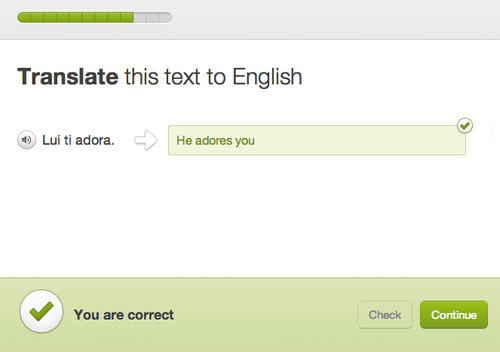 Translate this text to English
Lui ti adora.
He adores you
You are correct
Check
Continue